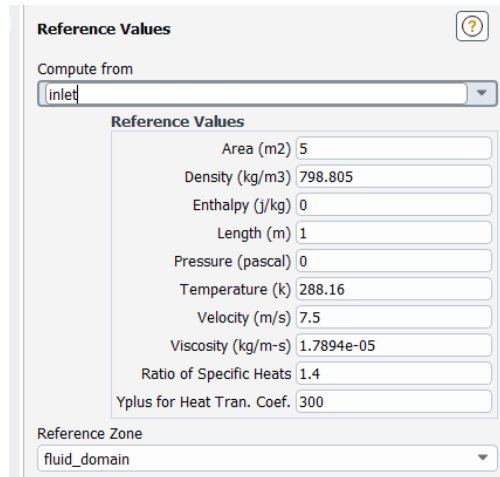 Reference Values
?
Compute from
inlet
Reference Values
Area (m2) 5
Density (kg/m3) 798.805
Enthalpy (j/kg) 0
Length (m) 1
Pressure (pascal) 0
Temperature (k) 288.16
Velocity (m/s) 7.5
Viscosity (kg/m-s) 1.7894e-05
Ratio of Specific Heats 1.4
Yplus for Heat Tran. Coef. 300
Reference Zone
fluid_domain